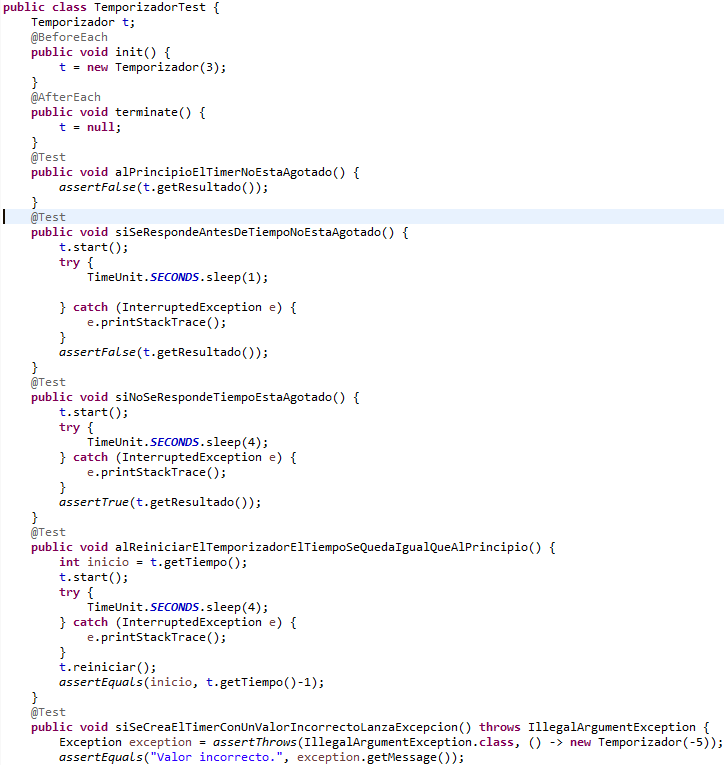 public class TemporizadorTest {
    Temporizador t;
    @BeforeEach
    public void init() {
        t = new Temporizador(3);
    }
    @AfterEach
    public void terminate() {
        t = null;
    }
    @Test
    public void alPrincipioElTimerNoEstaAgotado() {
        assertFalse(t.getResultado());
    }
    @Test
    public void siSeRespondeAntesDeTiempoNoEstaAgotado() {
        t.start();
        try {
            TimeUnit.SECONDS.sleep(1);

        } catch (InterruptedException e) {
            e.printStackTrace();
        }
        assertFalse(t.getResultado());
    }
    @Test
    public void siNoSeRespondeTiempoEstaAgotado() {
        t.start();
        try {
            TimeUnit.SECONDS.sleep(4);
        } catch (InterruptedException e) {
            e.printStackTrace();
        }
        assertTrue(t.getResultado());
    }
    @Test
    public void alReiniciarElTemporizadorElTiempoSeQuedaIgualQueAlPrincipio() {
        int inicio = t.getTiempo();
        t.start();
        try {
            TimeUnit.SECONDS.sleep(4);
        } catch (InterruptedException e) {
            e.printStackTrace();
        }
        t.reiniciar();
        assertEquals(inicio, t.getTiempo()-1);
    }
    @Test
    public void siSeCreaElTimerConUnValorIncorrectoLanzaExcepcion() throws IllegalArgumentException {
        Exception exception = assertThrows(IllegalArgumentException.class, () -> new Temporizador(-5));
        assertEquals("Valor incorrecto.", exception.getMessage());